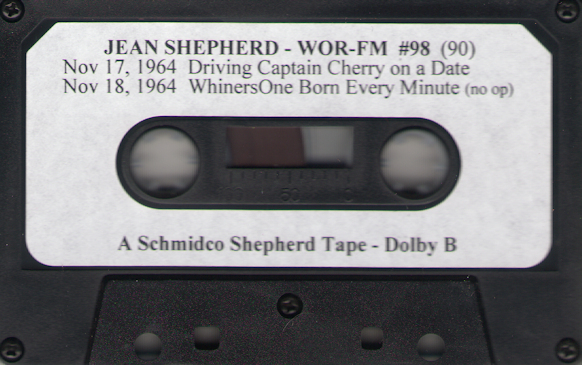 JEAN SHEPHERD - WOR-FM #98 (90)
Nov 17, 1964 Driving Captain Cherry on a Date
Nov 18, 1964 WhinersOne Born Every Minute (no op)
50
A Schmidco Shepherd Tape - Dolby B